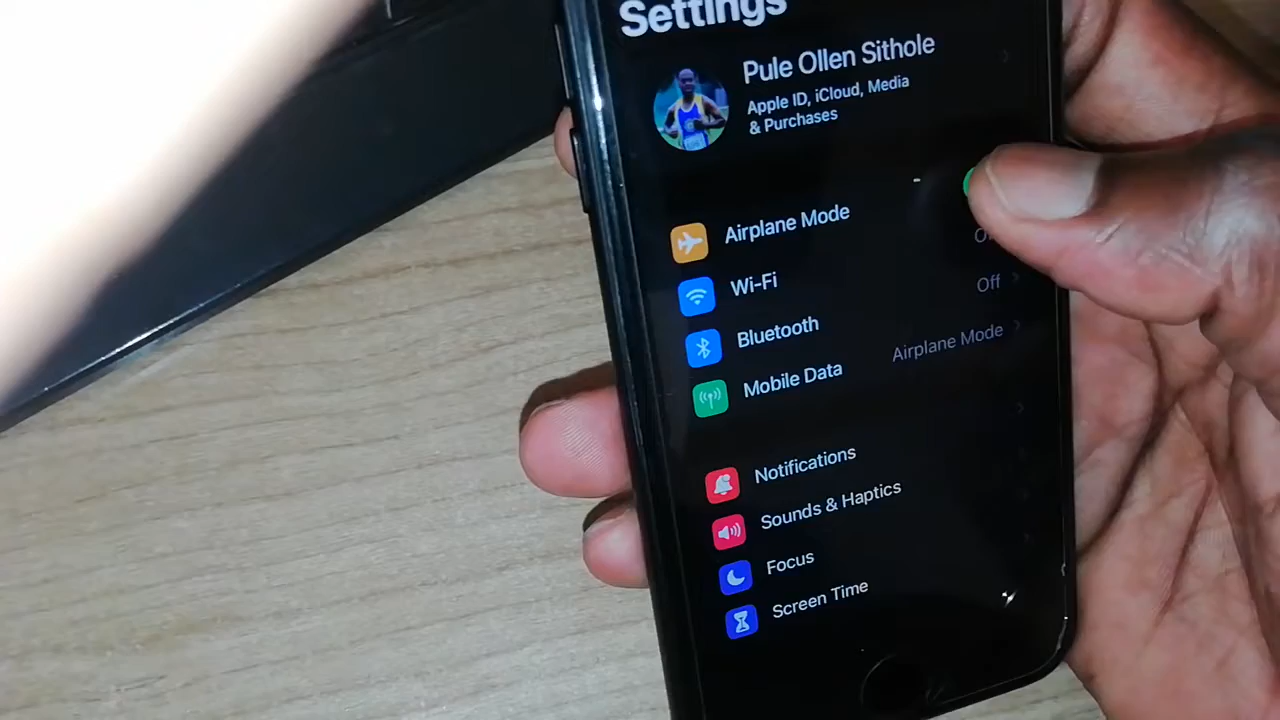 Settings
Pule Ollen Sithole
Apple ID, iCloud, Media
& Purchases
Airplane Mode
Wi-Fi
Bluetooth Off
Mobile Data Airplane Mode
Notifications
Sounds & Haptics
Focus
Screen Time